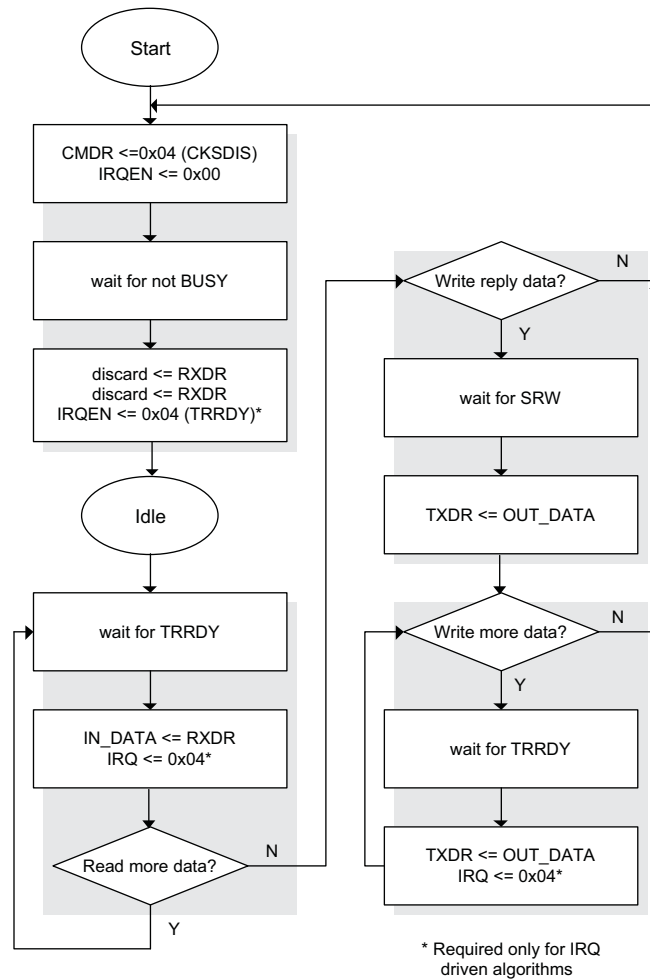 Start
CMDR <=0x04 (CKSDIS)
IRQEN <= 0x00
wait for not BUSY
discard <= RXDR
discard <= RXDR
IRQEN <= 0x04 (TRRDY)*
Idle
wait for TRRDY
IN_DATA <= RXDR
IRQ <= 0x04*
Read more data?
N
Y
Write reply data?
N
Y
wait for SRW
TXDR <= OUT_DATA
Write more data?
N
Y
wait for TRRDY
TXDR <= OUT_DATA
IRQ <= 0x04*
* Required only for IRQ
driven algorithms